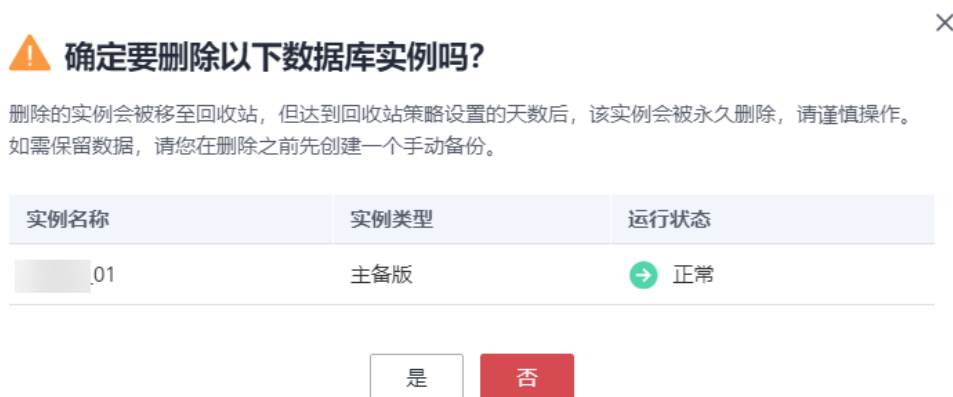 确定要删除以下数据库实例吗？
删除的实例会被移至回收站，但达到回收站策略设置的天数后，该实例会被永久删除，请谨慎操作。
如需保留数据，请您在删除之前先创建一个手动备份。
实例名称 实例类型 运行状态
_01 主备版 正常
是 否